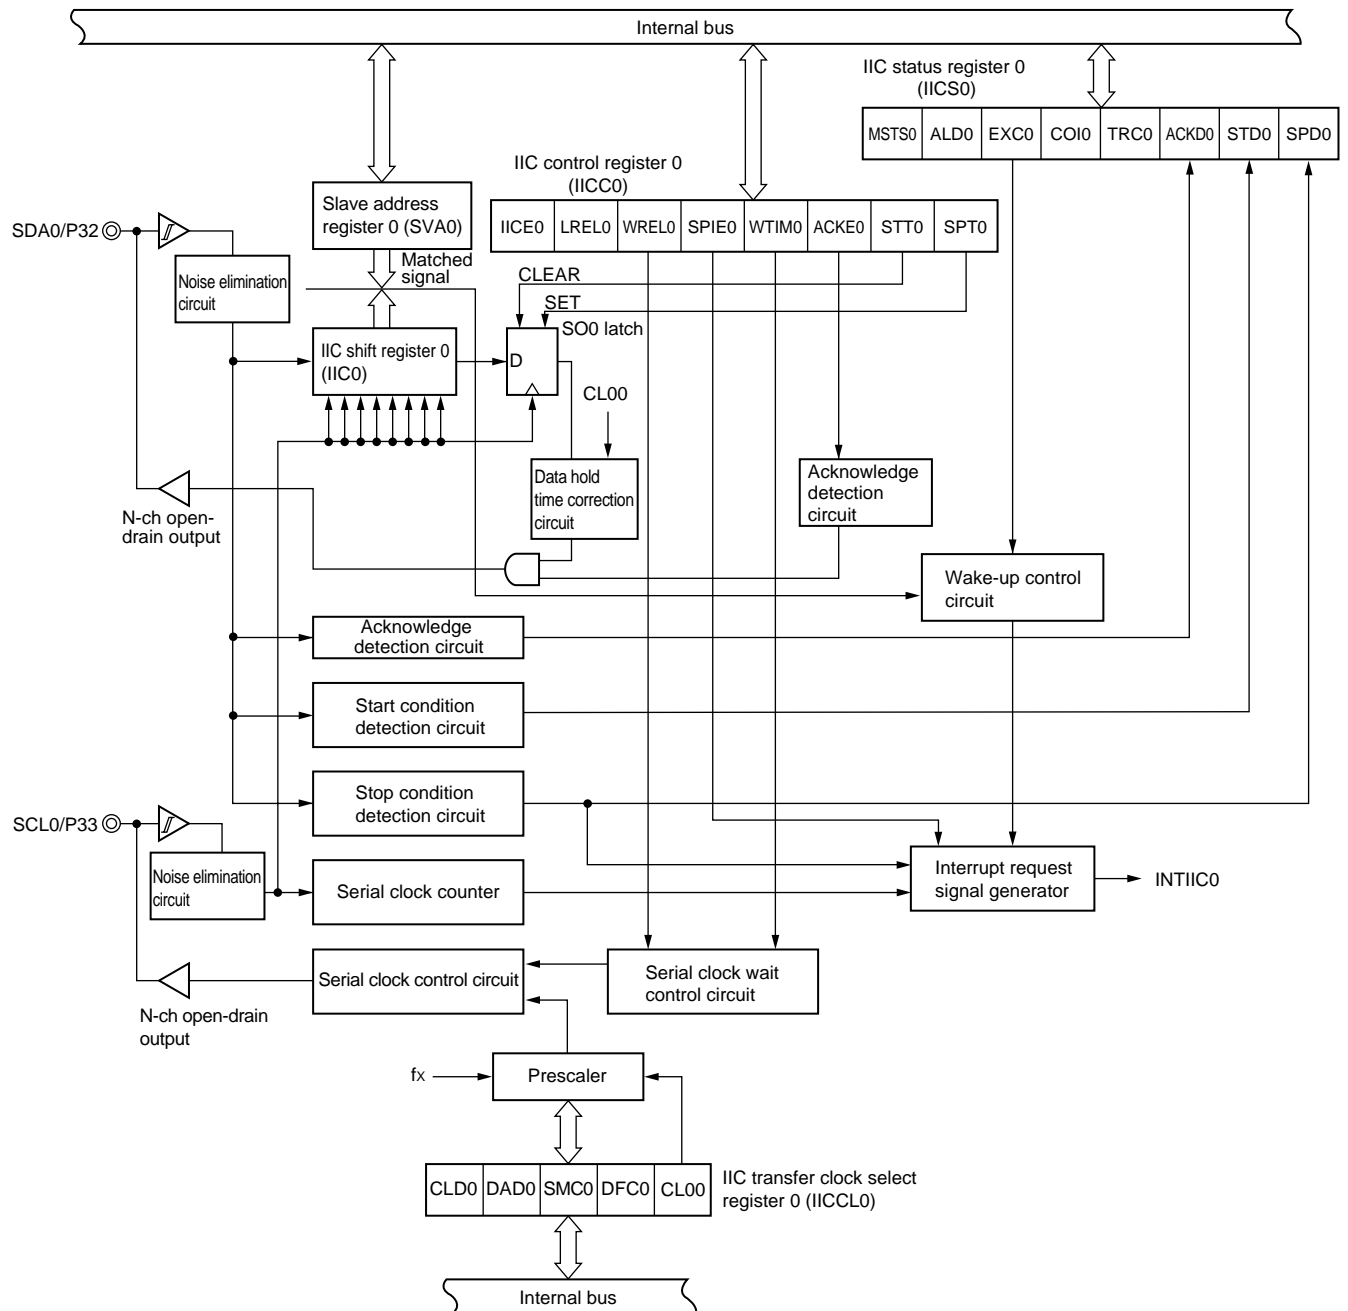 Internal bus
IIC status register 0
(IICS0)
MSTS0 ALD0 EXC0 COI0 TRC0 ACKD0 STD0 SPD0
IIC control register 0
(IICC0)
Slave address
register 0 (SVA0)
IICE0 LREL0 WREL0 SPIE0 WTIM0 ACKE0 STT0 SPT0
SDA0/P32
Matched
signal
Noise elimination
circuit
CLEAR
SET
SO0 latch
IIC shift register 0
(IIC0)
D
CL00
Data hold
time correction
circuit
Acknowledge
detection
circuit
N-ch open-
drain output
Wake-up control
circuit
Acknowledge
detection circuit
Start condition
detection circuit
Stop condition
detection circuit
SCL0/P33
Noise elimination
circuit
Serial clock counter
Interrupt request
signal generator
INTIIC0
Serial clock control circuit
Serial clock wait
control circuit
N-ch open-drain
output
fX
Prescaler
CLD0 DAD0 SMC0 DFC0 CL00
IIC transfer clock select
register 0 (IICCL0)
Internal bus